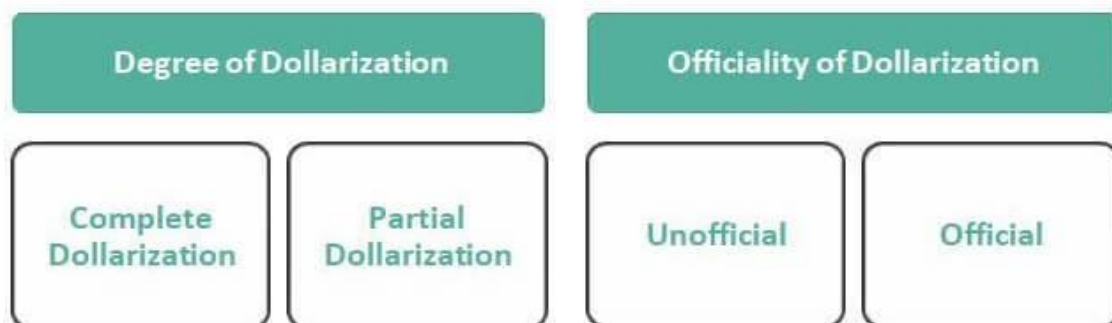 Degree of Dollarization
Officiality of Dollarization
Complete
Dollarization
Partial
Dollarization
Unofficial
Official